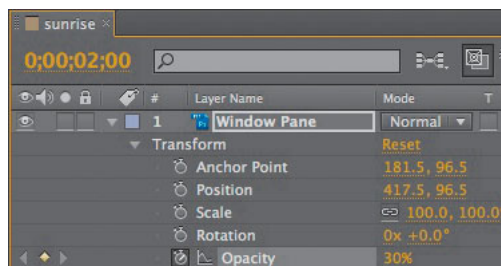 sunrise ×
0;00;02;00
# Layer Name Mode T
1 Window Pane Normal
Transform Reset
Anchor Point 181.5, 96.5
Position 417.5, 96.5
Scale 100.0, 100.0
Rotation 0x +0.0°
Opacity 30%